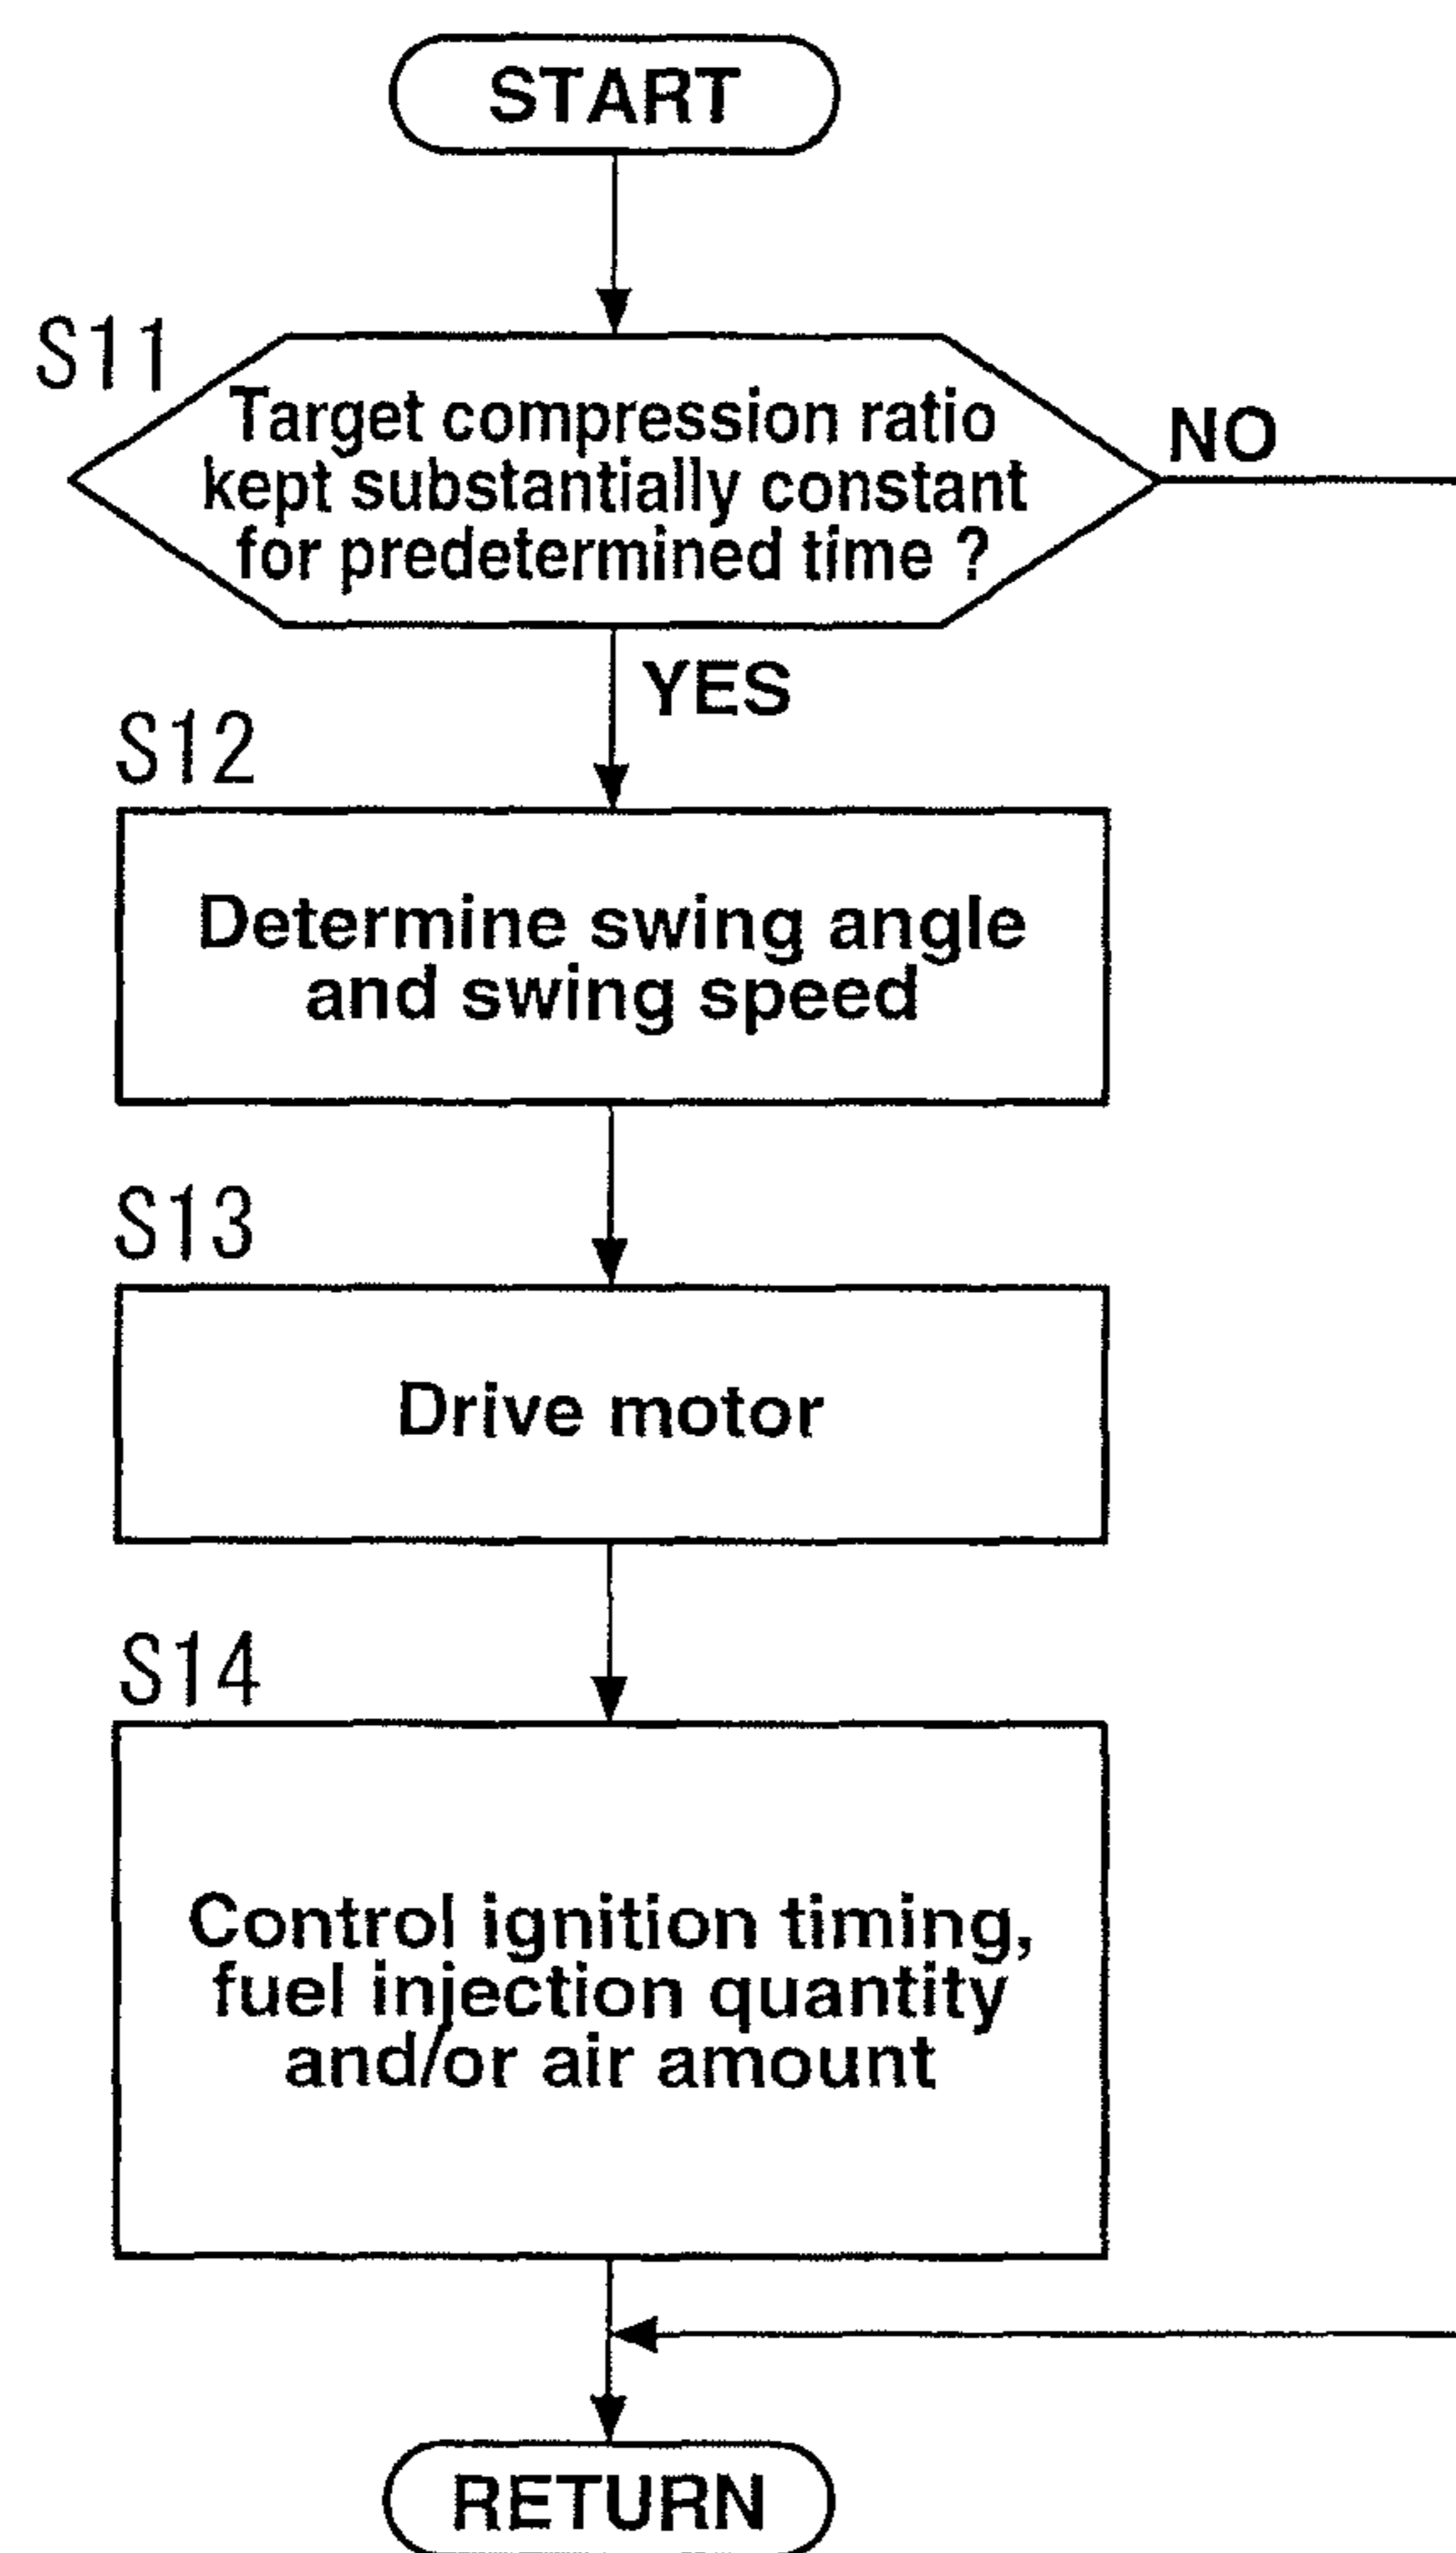 START
S11
Target compression ratio
kept substantially constant
for predetermined time ?
NO
YES
S12
Determine swing angle
and swing speed
S13
Drive motor
S14
Control ignition timing,
fuel injection quantity
and/or air amount
RETURN